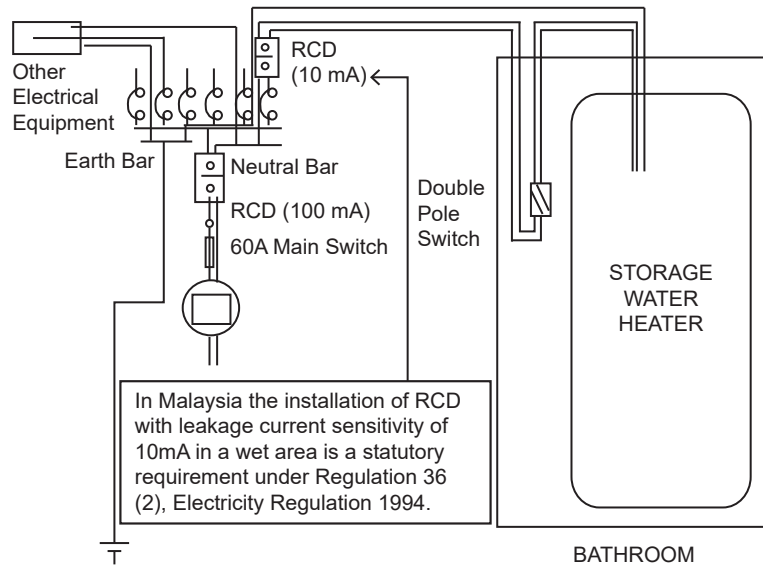 RCD
(10 mA)
Other
Electrical
Equipment
Earth Bar
Neutral Bar
RCD (100 mA)
60A Main Switch
Double
Pole
Switch
STORAGE
WATER
HEATER
In Malaysia the installation of RCD
with leakage current sensitivity of
10mA in a wet area is a statutory
requirement under Regulation 36
(2), Electricity Regulation 1994.
BATHROOM